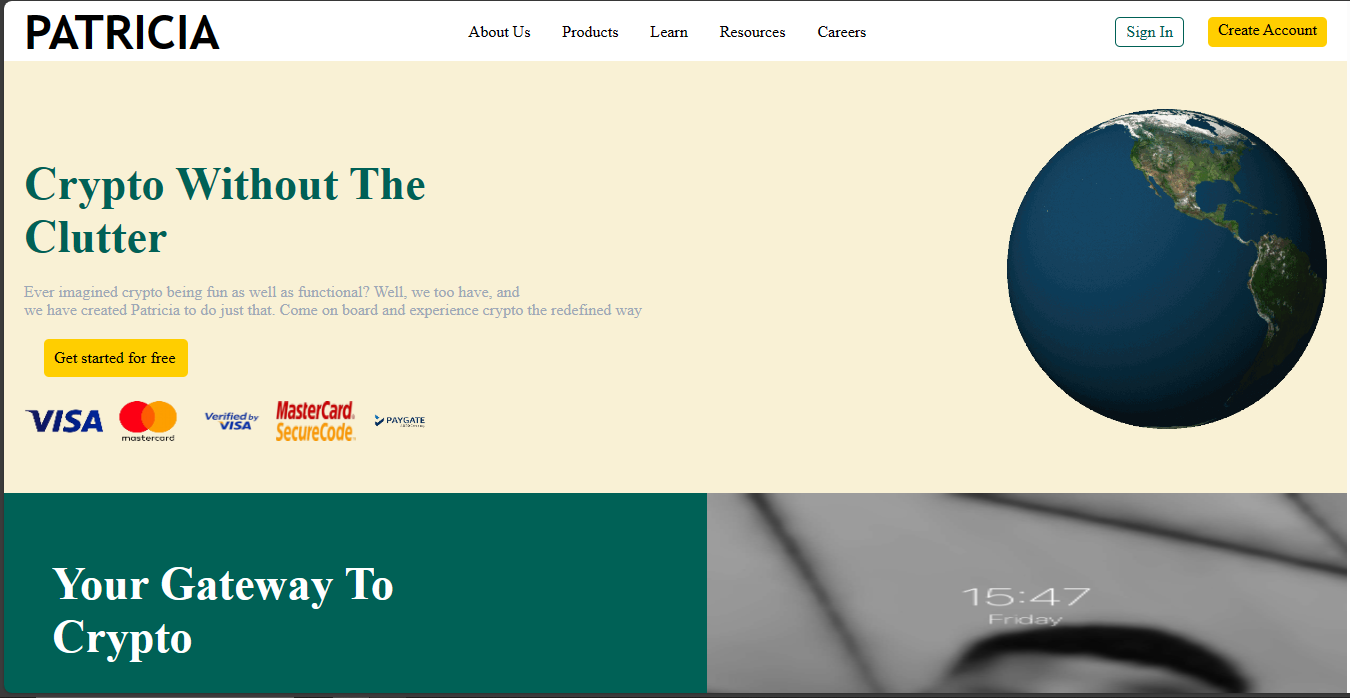 PATRICIA
About Us Products Learn Resources Careers
Sign In
Create Account
Crypto Without The
Clutter
Ever imagined crypto being fun as well as functional? Well, we too have, and
we have created Patricia to do just that. Come on board and experience crypto the redefined way
Get started for free
VISA
mastercard
Verified by
VISA
MasterCard.
SecureCode.
PAYGATE
Your Gateway To
Crypto
15:47
Friday